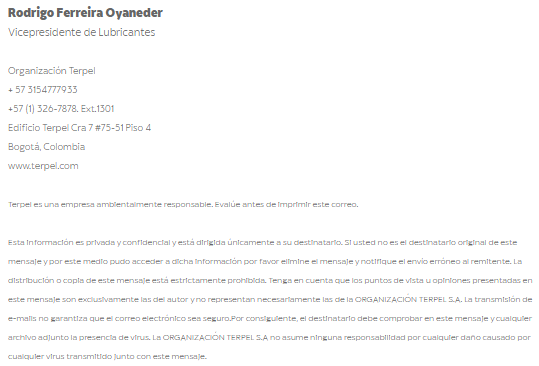 Rodrigo Ferreira Oyaneder
Vicepresidente de Lubricantes
Organización Terpel
+ 57 3154777933
+57 (1) 326-7878. Ext.1301
Edificio Terpel Cra 7 #75-51 Piso 4
Bogotá, Colombia
www.terpel.com
Terpel es una empresa ambientalmente responsable. Evalúe antes de imprimir este correo.
Esta información es privada y confidencial y está dirigida únicamente a su destinatario. Si usted no es el destinatario original de este
mensaje y por este medio pudo acceder a dicha información por favor elimine el mensaje y notifique el envío erróneo al remitente. La
distribución o copia de este mensaje está estrictamente prohibida. Tenga en cuenta que los puntos de vista u opiniones presentadas en
este mensaje son exclusivamente las del autor y no representan necesariamente las de la ORGANIZACIÓN TERPEL S.A. La transmisión de
e-mails no garantiza que el correo electrónico sea seguro.Por consiguiente, el destinatario debe comprobar en este mensaje y cualquier
archivo adjunto la presencia de virus. La ORGANIZACIÓN TERPEL S.A no asume ninguna responsabilidad por cualquier daño causado por
cualquier virus transmitido junto con este mensaje.